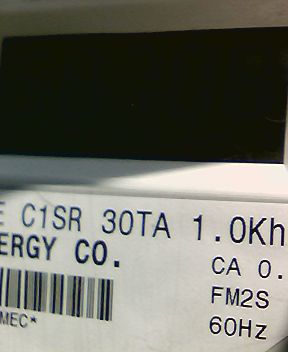 E C1SR 30TA 1.0Kh
ERGY CO.
CA 0.
FM2S
MEC*
60Hz